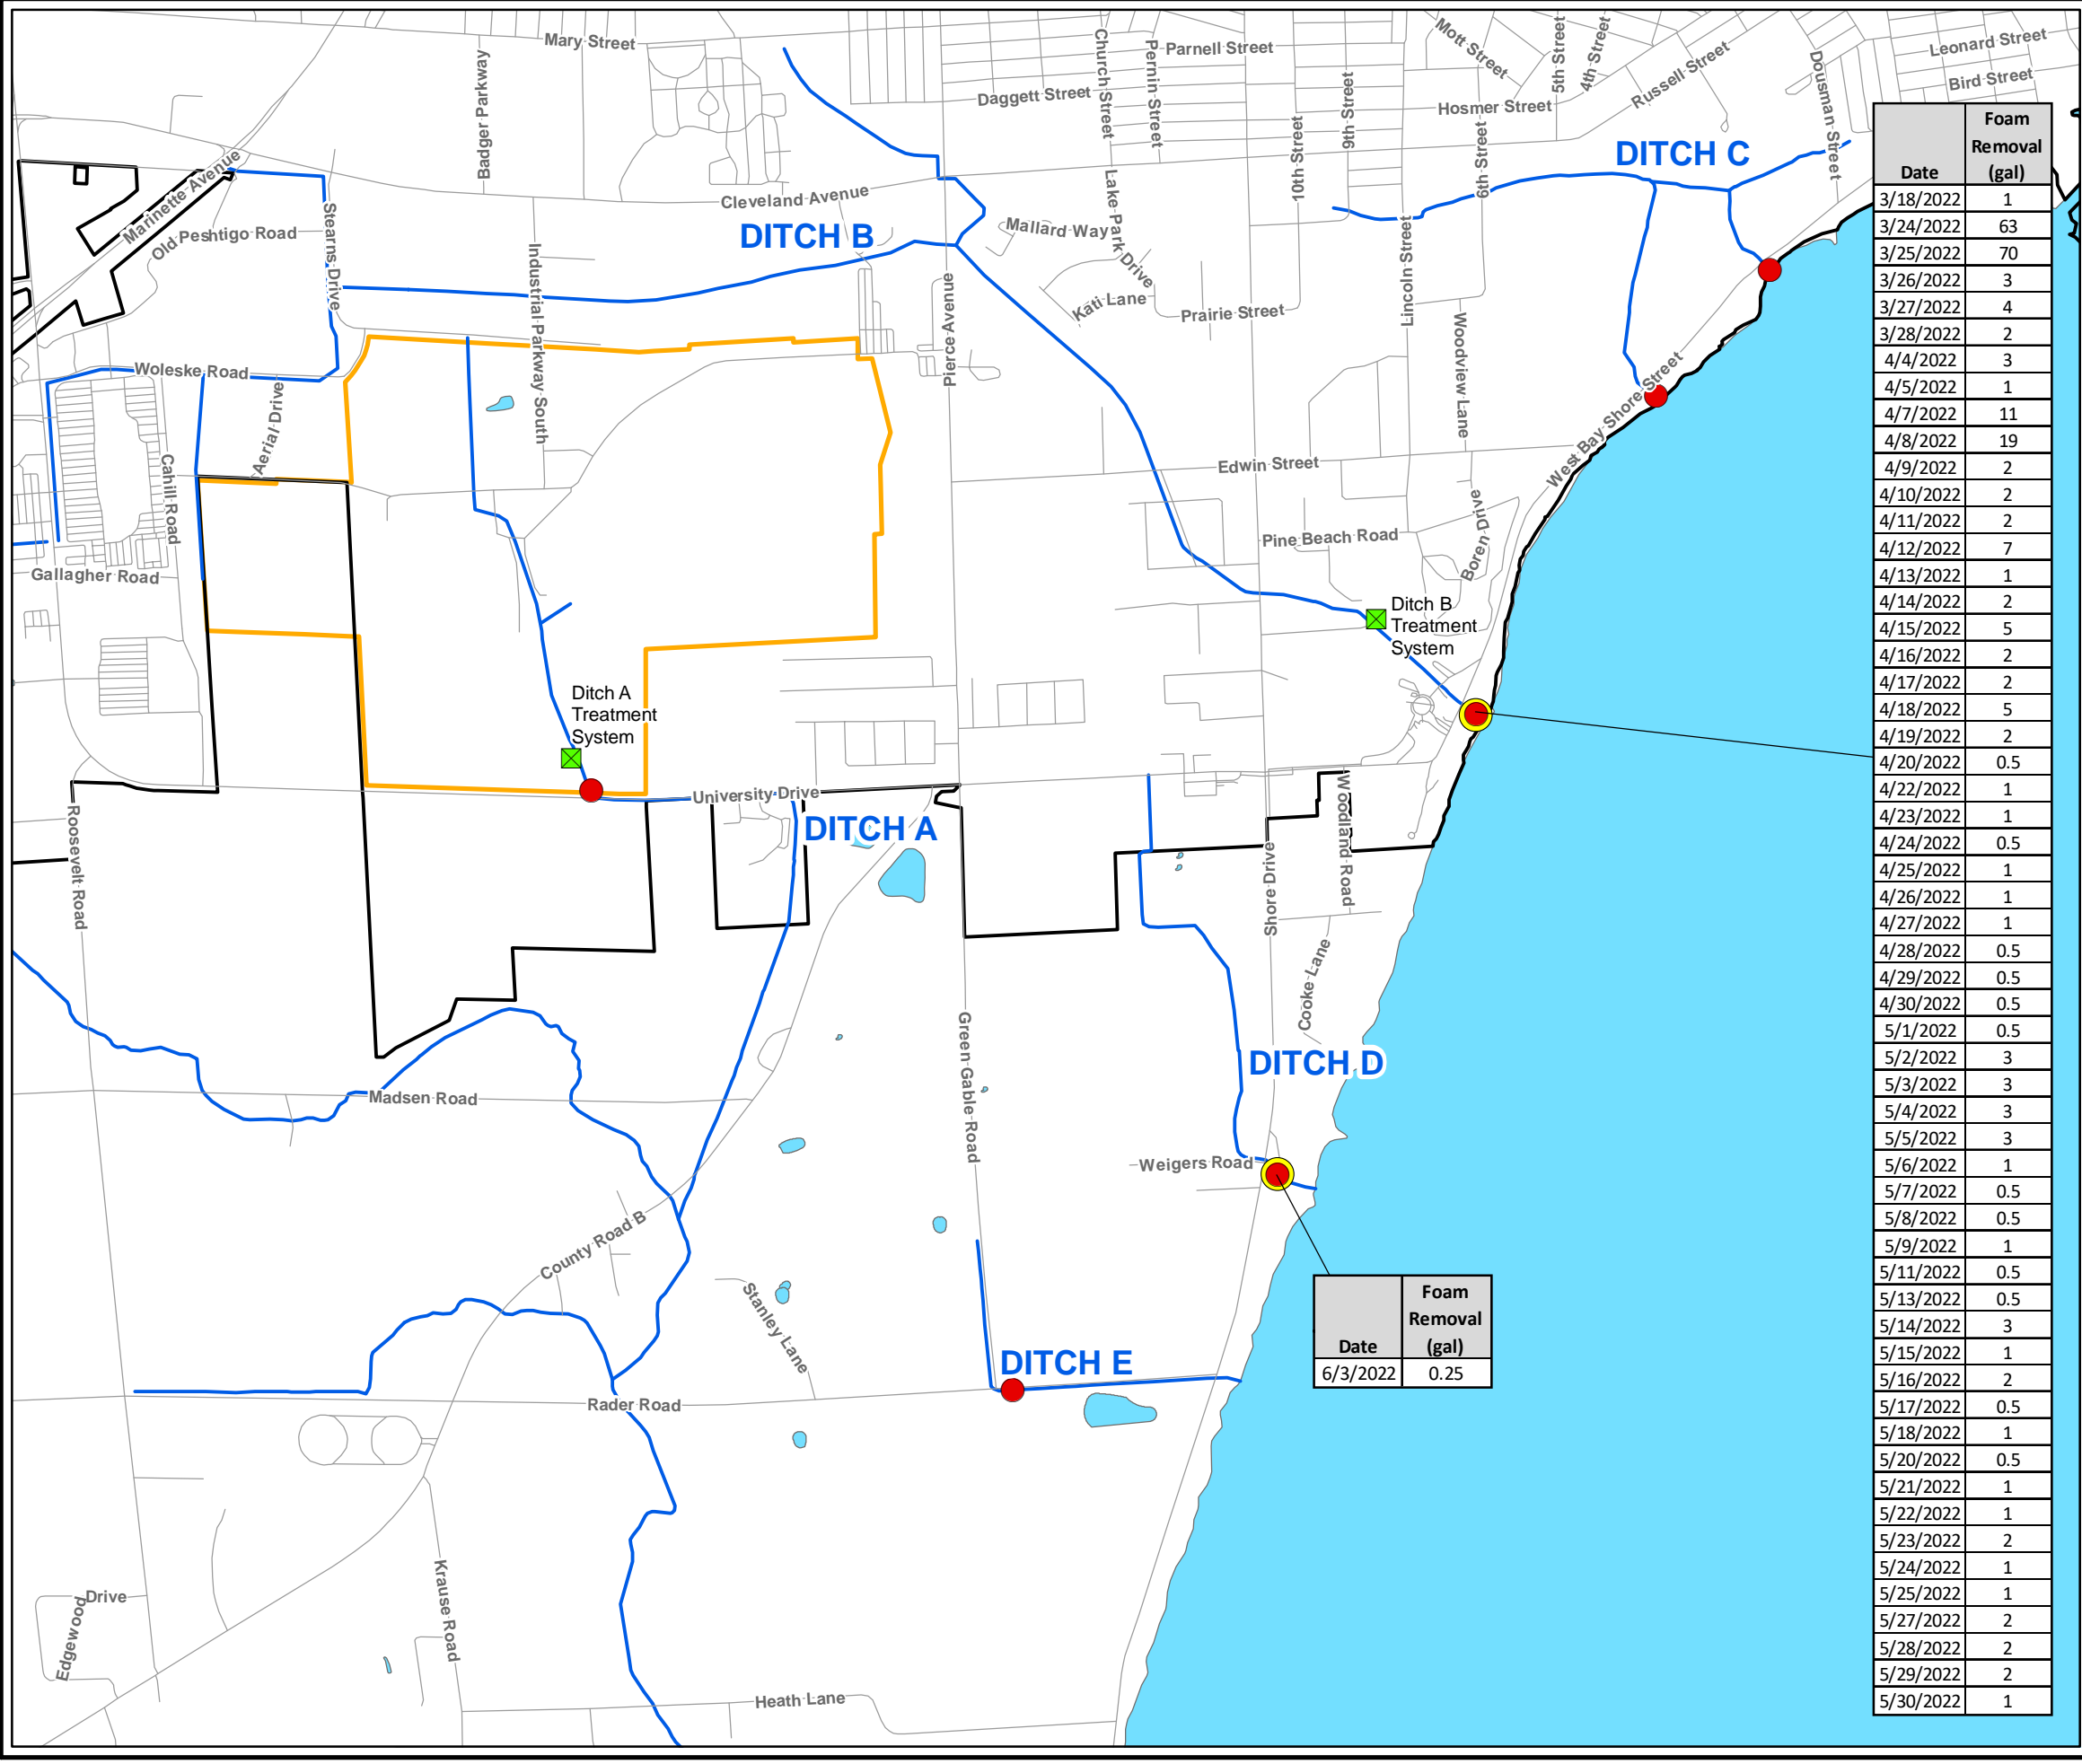 Mary Street
Badger Parkway
Church Street
Pernin Street
Parnell Street
Daggett Street
Mott Street
5th Street
4th Street
Russell Street
Hosmer Street
Dousman Street
Leonard Street
Bird Street
10th Street
9th Street
6th Street
DITCH C
Marinette Avenue
Old Peshtigo Road
Stearns Drive
Cleveland Avenue
DITCH B
Industrial Parkway South
Mallard Way
Lake Park Drive
Kati Lane
Prairie Street
Lincoln Street
Woodview Lane
Pierce Avenue
West Bay Shore Street
Woleske Road
Aerial Drive
Cahill Road
Gallagher Road
Edwin Street
Pine Beach Road
Boren Drive
Ditch B
Treatment
System
Ditch A
Treatment
System
University Drive
DITCH A
Roosevelt Road
Shore Drive
Woodland Road
Cooke Lane
DITCH D
Green Gable Road
Madsen Road
Weigers Road
County Road B
Stanley Lane
DITCH E
Rader Road
Krause Road
Edgewood
Drive
Heath Lane
Date Foam Removal (gal)
6/3/2022 0.25
Date Foam Removal (gal)
3/18/2022 1
3/24/2022 63
3/25/2022 70
3/26/2022 3
3/27/2022 4
3/28/2022 2
4/4/2022 3
4/5/2022 1
4/7/2022 11
4/8/2022 19
4/9/2022 2
4/10/2022 2
4/11/2022 2
4/12/2022 7
4/13/2022 1
4/14/2022 2
4/15/2022 5
4/16/2022 2
4/17/2022 2
4/18/2022 5
4/19/2022 2
4/20/2022 0.5
4/22/2022 1
4/23/2022 1
4/24/2022 0.5
4/25/2022 1
4/26/2022 1
4/27/2022 1
4/28/2022 0.5
4/29/2022 0.5
4/30/2022 0.5
5/1/2022 0.5
5/2/2022 3
5/3/2022 3
5/4/2022 3
5/5/2022 3
5/6/2022 1
5/7/2022 0.5
5/8/2022 0.5
5/9/2022 1
5/11/2022 0.5
5/13/2022 0.5
5/14/2022 3
5/15/2022 1
5/16/2022 2
5/17/2022 0.5
5/18/2022 1
5/20/2022 0.5
5/21/2022 1
5/22/2022 1
5/23/2022 2
5/24/2022 1
5/25/2022 1
5/27/2022 2
5/28/2022 2
5/29/2022 2
5/30/2022 1